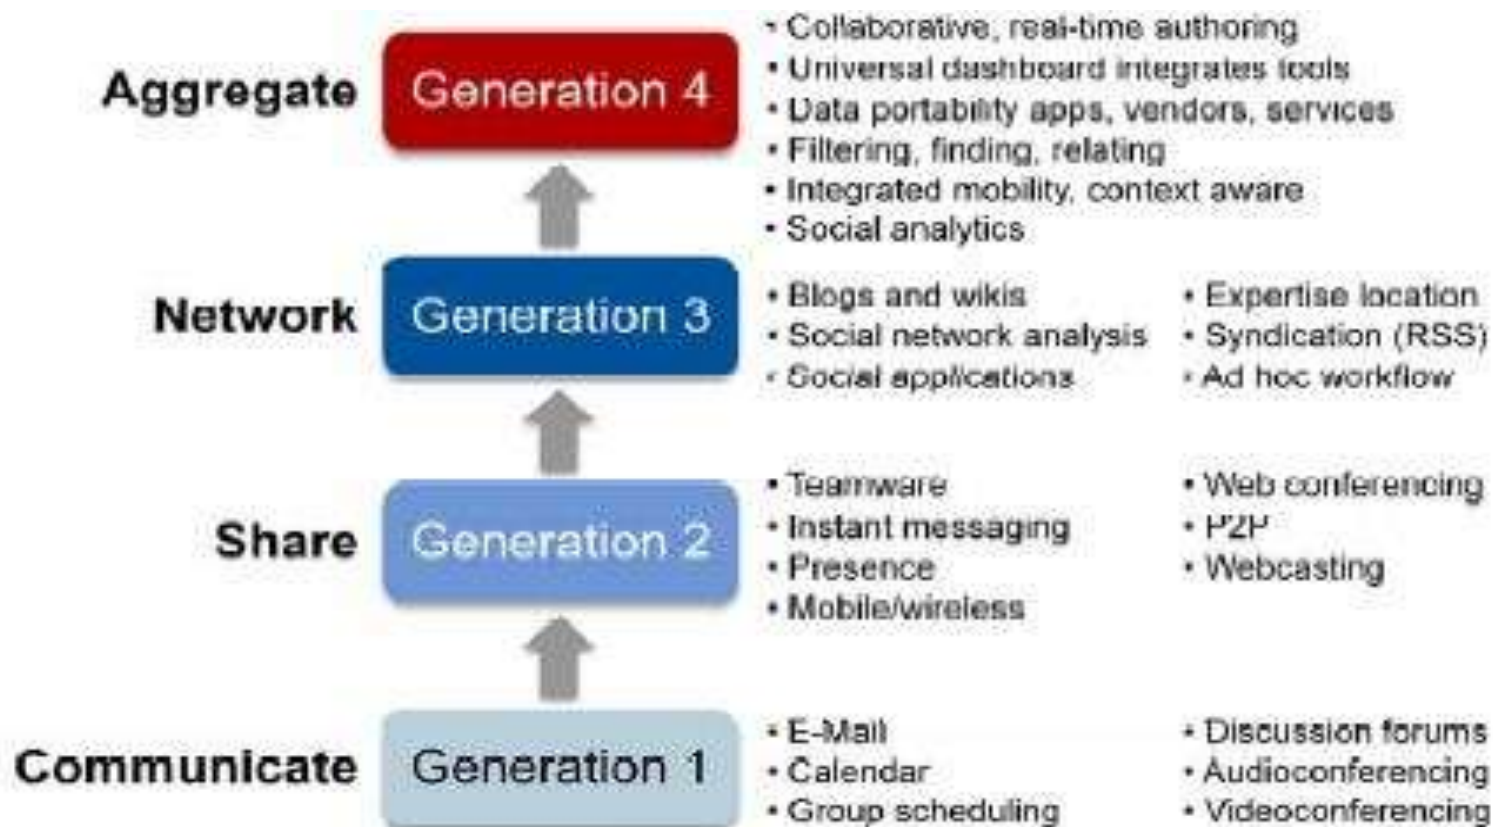 Aggregate
Generation 4
• Collaborative, real-time authoring
• Universal dashboard integrates tools
• Data portability apps, vendors, services
• Filtering, finding, relating
• Integrated mobility, context aware
• Social analytics
Network
Generation 3
• Blogs and wikis
• Social network analysis
• Social applications
• Expertise location
• Syndication (RSS)
• Ad hoc workflow
Share
Generation 2
• Teamware
• Instant messaging
• Presence
• Mobile/wireless
• Web conferencing
• P2P
• Webcasting
Communicate
Generation 1
• E-Mail
• Calendar
• Group scheduling
• Discussion forums
• Audioconferencing
• Videoconferencing